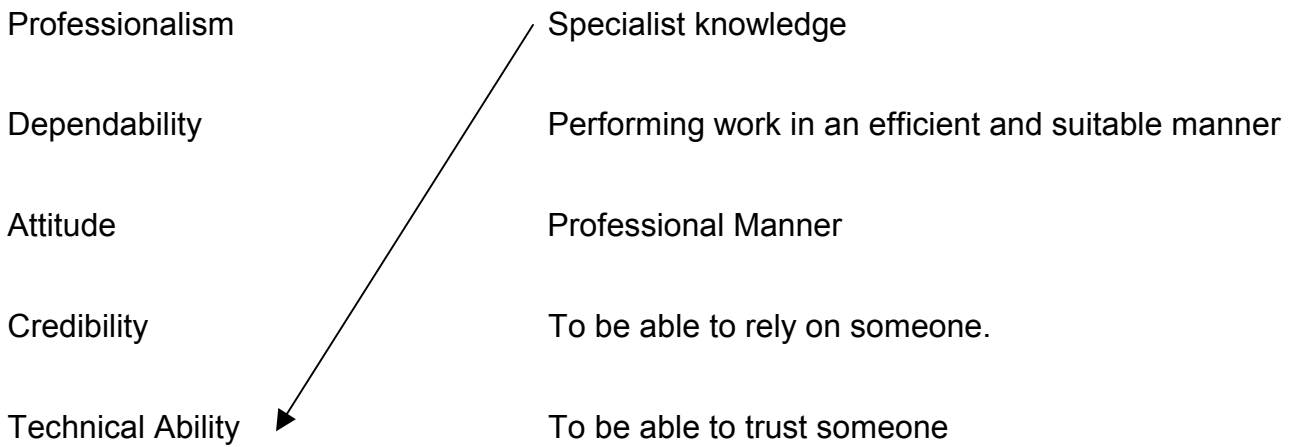 Professionalism Specialist knowledge
Dependability Performing work in an efficient and suitable manner
Attitude Professional Manner
Credibility To be able to rely on someone.
Technical Ability To be able to trust someone